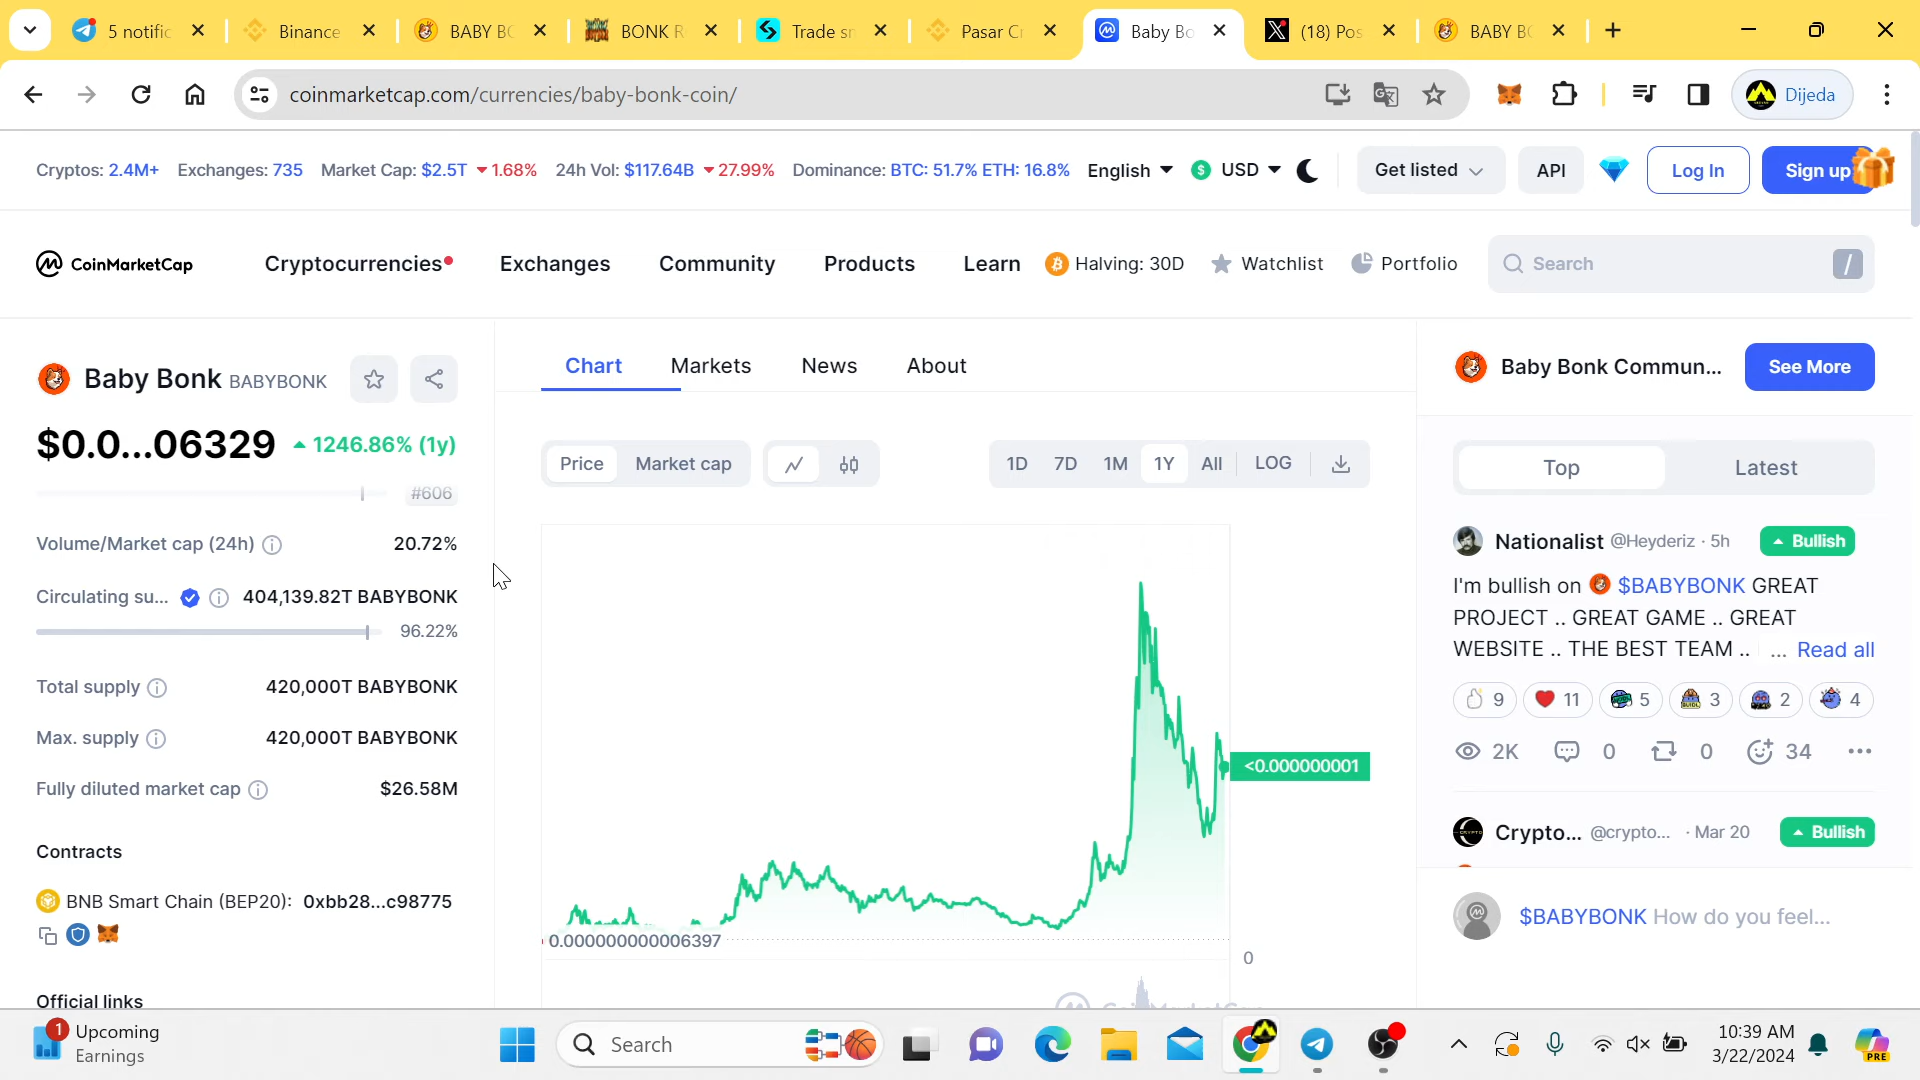 5 notific
Binance
BABY BO
BONK R
Trade sm
Pasar Cr
Baby Bo
(18) Pos
BABY BO
coinmarketcap.com/currencies/baby-bonk-coin/
Dijeda
Cryptos: 2.4M+ Exchanges: 735 Market Cap: $2.5T 1.68% 24h Vol: $117.64B 27.99% Dominance: BTC: 51.7% ETH: 16.8% English USD Get listed API Log In Sign up
CoinMarketCap Cryptocurrencies Exchanges Community Products Learn Halving: 30D Watchlist Portfolio Search /
Baby Bonk BABYBONK
$0.0...06329 1246.86% (1y)
#606
Volume/Market cap (24h) 20.72%
Circulating su... 404,139.82T BABYBONK
96.22%
Total supply 420,000T BABYBONK
Max. supply 420,000T BABYBONK
Fully diluted market cap $26.58M
Contracts
BNB Smart Chain (BEP20): 0xbb28...c98775
Official links
Chart Markets News About
Price Market cap 1D 7D 1M 1Y All LOG
<0.000000001
0.000000000006397
0
Baby Bonk Commun... See More
Top Latest
Nationalist @Heyderiz · 5h Bullish
I'm bullish on $BABYBONK GREAT
PROJECT .. GREAT GAME .. GREAT
WEBSITE .. THE BEST TEAM .. ... Read all
9 11 5 3 2 4
2K 0 0 34
Crypto... @crypto... · Mar 20 Bullish
$BABYBONK How do you feel...
1 Upcoming
Earnings
Search
10:39 AM
3/22/2024
PRE